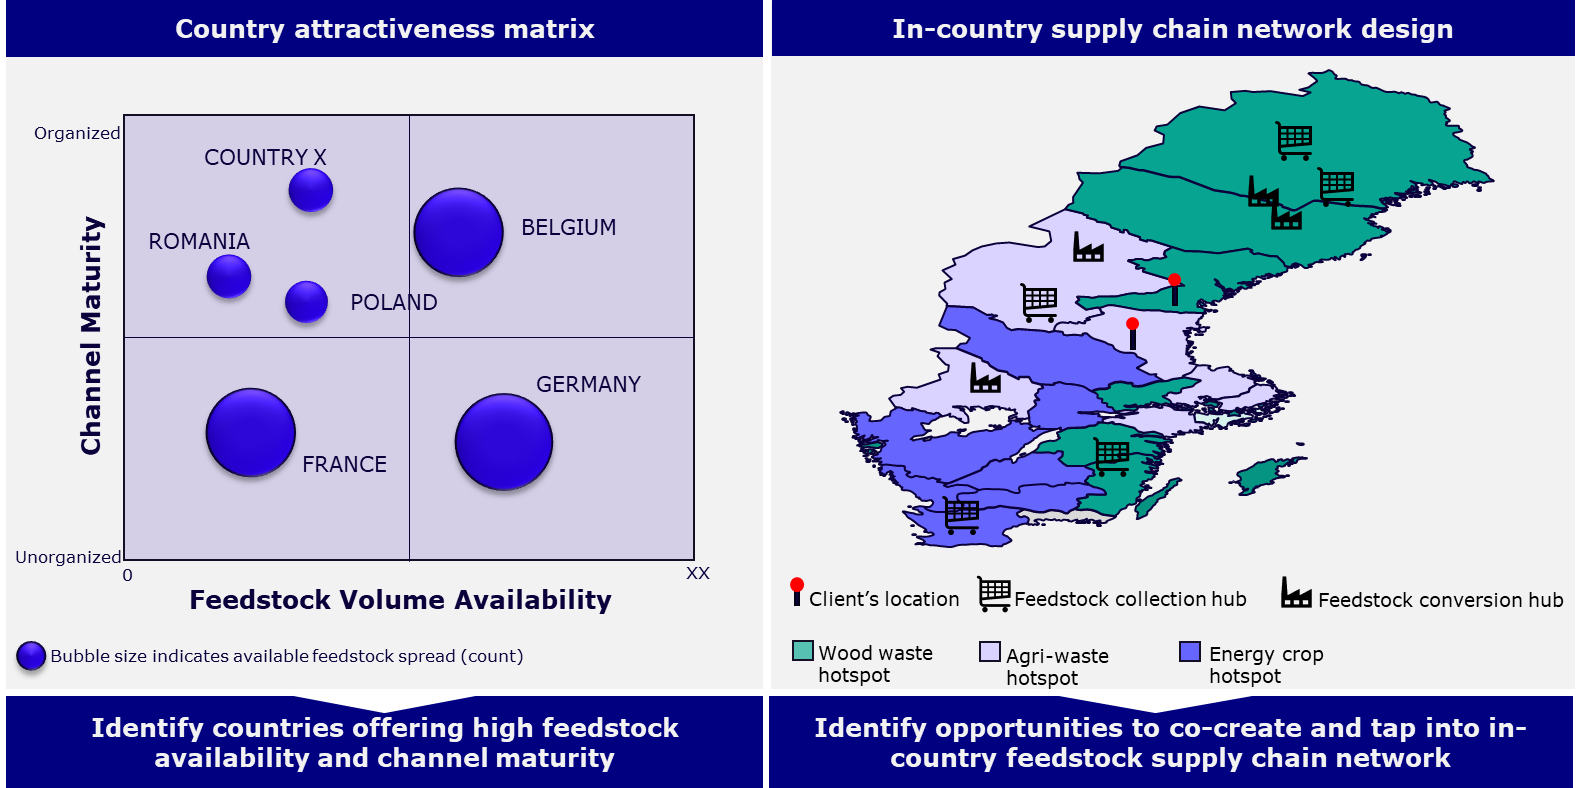 Country attractiveness matrix
Organized
COUNTRY X
ROMANIA
BELGIUM
POLAND
GERMANY
FRANCE
Channel Maturity
Unorganized
0
XX
Feedstock Volume Availability
Bubble size indicates available feedstock spread (count)
Identify countries offering high feedstock
availability and channel maturity
In-country supply chain network design
Client’s location
Feedstock collection hub
Feedstock conversion hub
Wood waste
hotspot
Agri-waste
hotspot
Energy crop
hotspot
Identify opportunities to co-create and tap into in-
country feedstock supply chain network